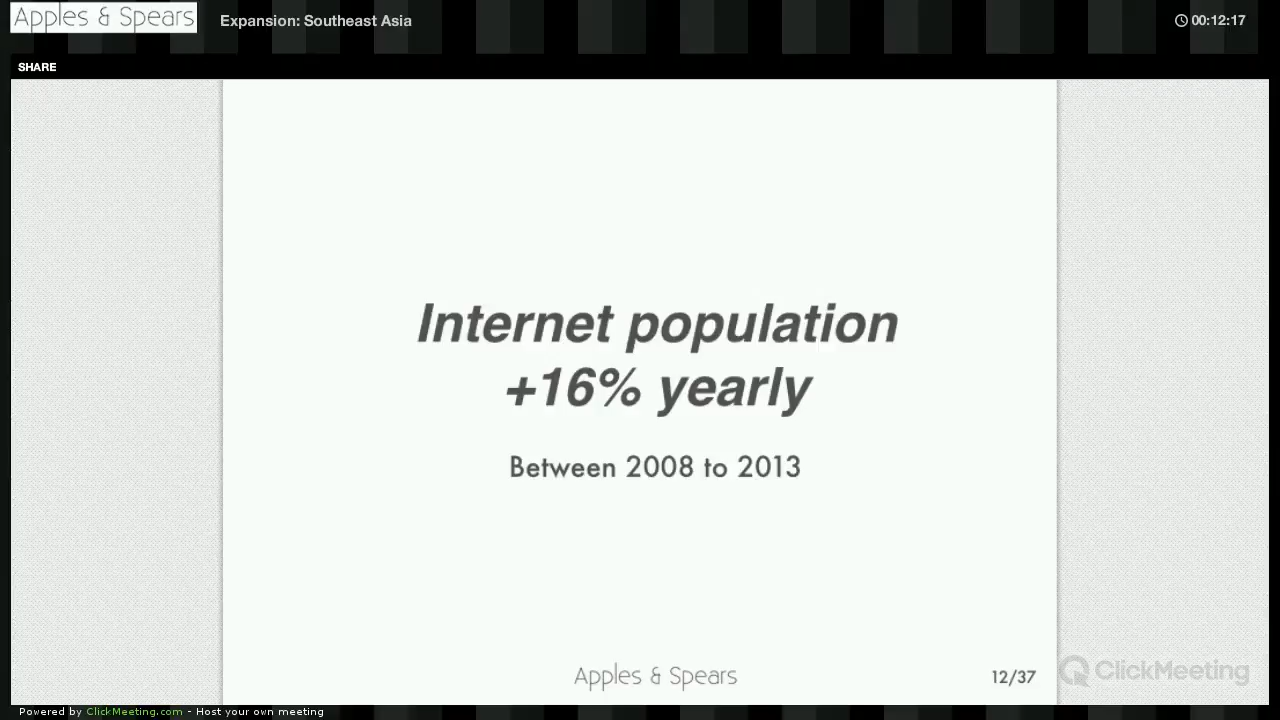 Apples & Spears
Expansion: Southeast Asia
00:12:17
SHARE
Internet population
+16% yearly
Between 2008 to 2013
Apples & Spears
12/37
ClickMeeting
Powered by ClickMeeting.com - Host your own meeting